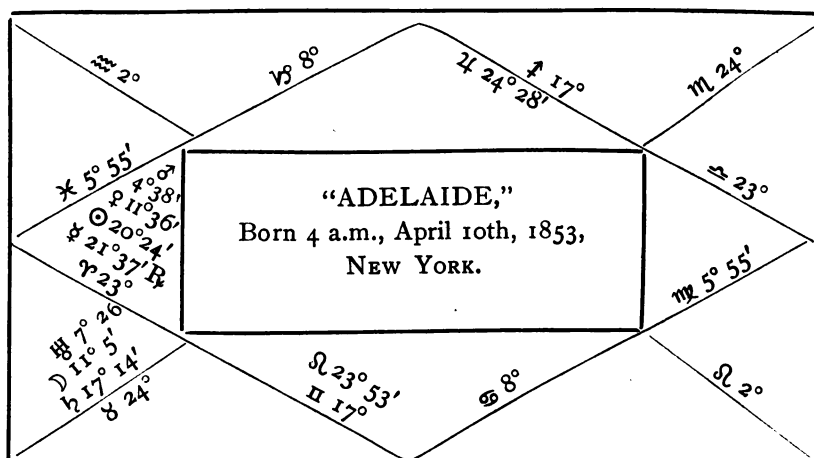 ♒ 2°
♑ 8°
♐ 17°
♃ 24° 28'
♏ 24°
♓ 5° 55'
♂ 4° 38'
♀ 11° 36'
☉ 20° 24'
☿ 21° 37' ℞
♈ 23°
"ADELAIDE,"
Born 4 a.m., April 10th, 1853,
NEW YORK.
♎ 23°
♍ 5° 55'
♅ ♉ 7° 26
☽ 11° 5'
♄ 17° 14'
♉ 24°
♌ 23° 53'
♊ 17°
♋ 8°
♌ 2°